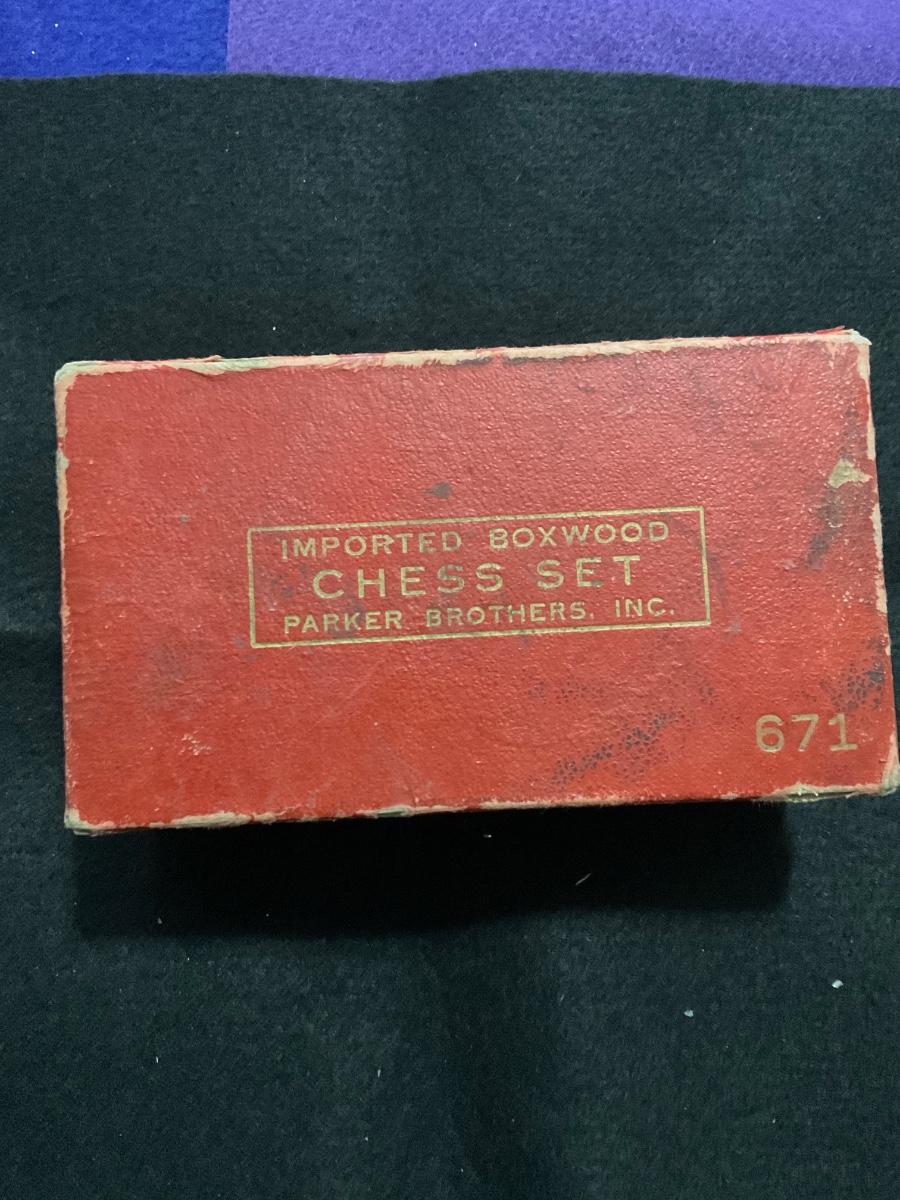 IMPORTED BOXWOOD
CHESS SET
PARKER BROTHERS, INC.
671